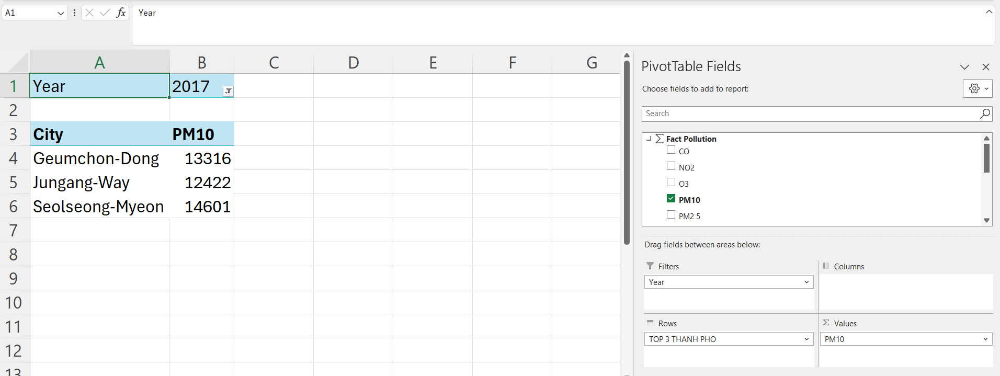 A1
fx
Year
A B C D E F G
1 Year 2017
2
3 City PM10
4 Geumchon-Dong 13316
5 Jungang-Way 12422
6 Seolseong-Myeon 14601
7
8
9
10
11
12
13
PivotTable Fields
Choose fields to add to report:
Search
Σ Fact Pollution
CO
NO2
O3
PM10
PM2 5
Drag fields between areas below:
Filters
Year
Columns
Rows
TOP 3 THANH PHO
Σ Values
PM10